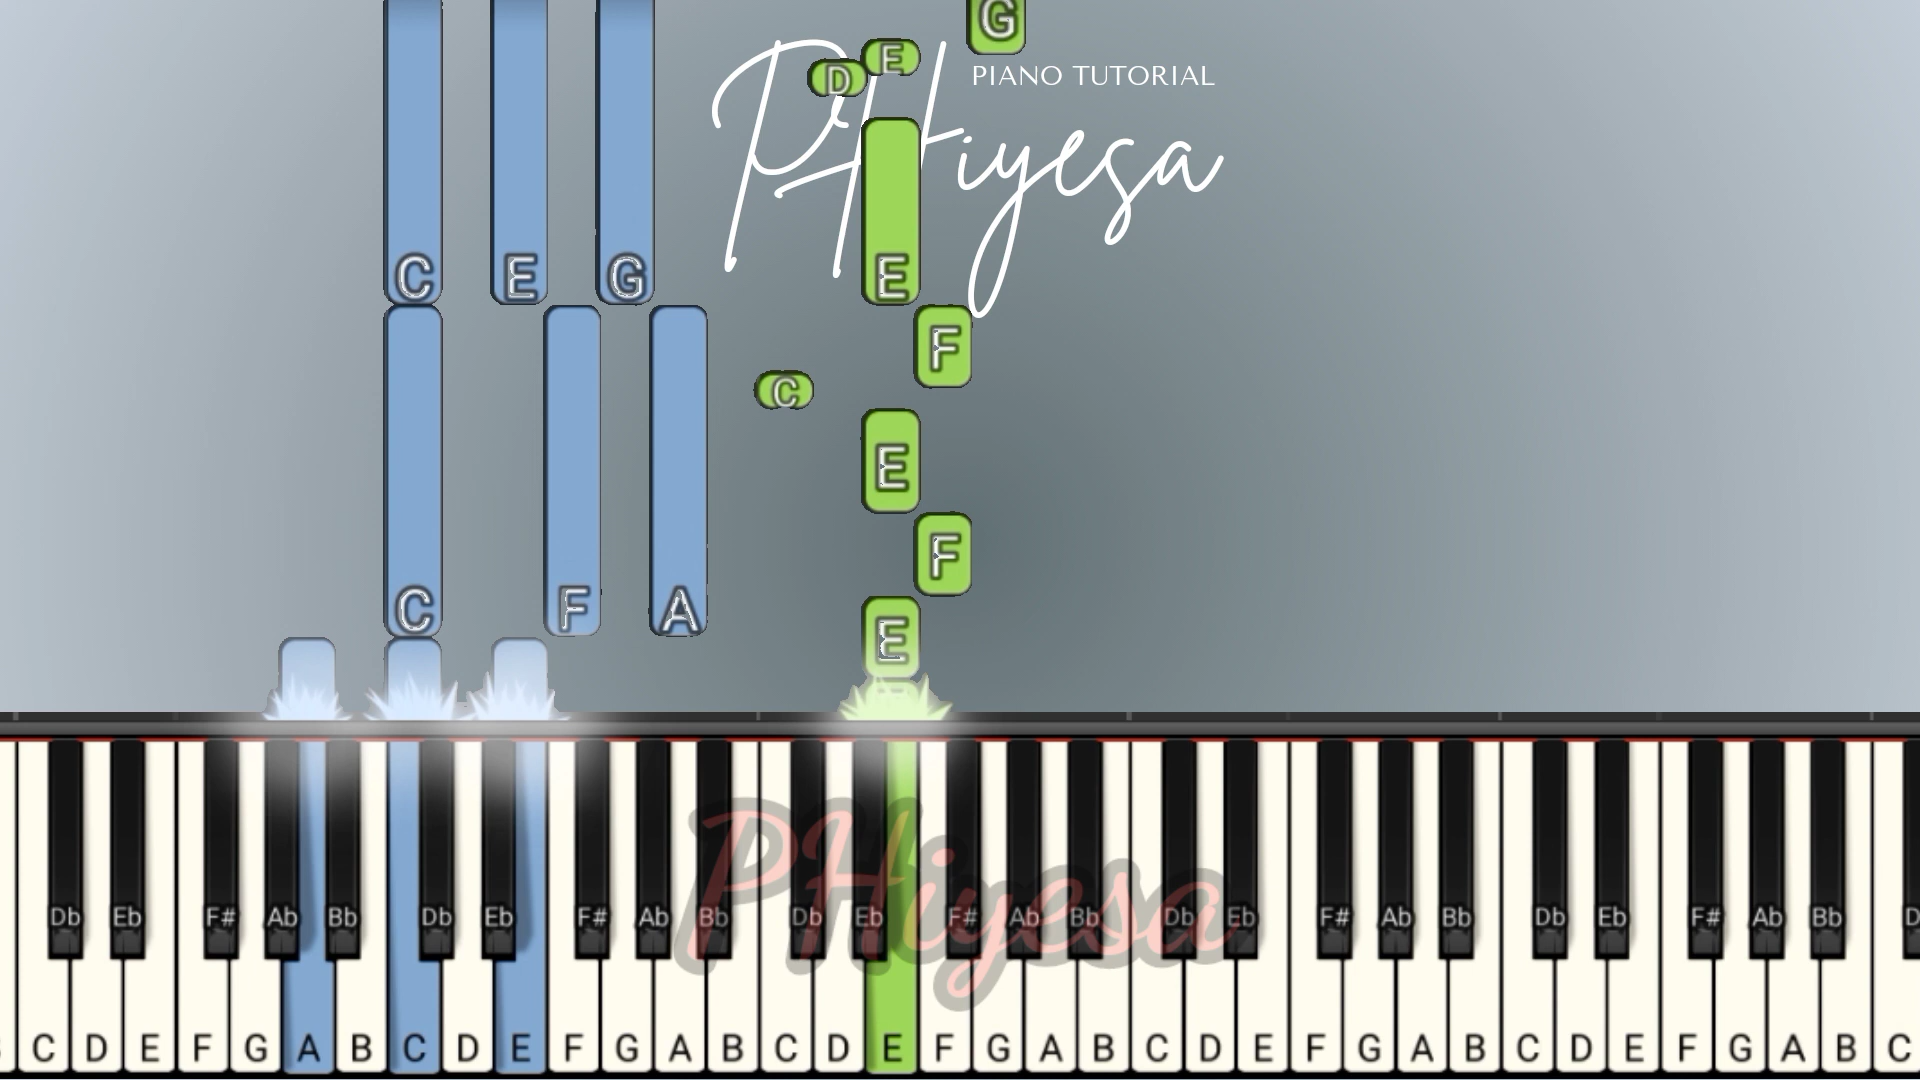 G
E
D
PIANO TUTORIAL
PHiyesa
C E G E
F
C
E
F
C F A E
PHiyesa
Db Eb F# Ab Bb Db Eb F# Ab Bb Db Eb F# Ab Bb Db Eb F# Ab Bb Db Eb F# Ab Bb D
C D E F G A B C D E F G A B C D E F G A B C D E F G A B C D E F G A B C